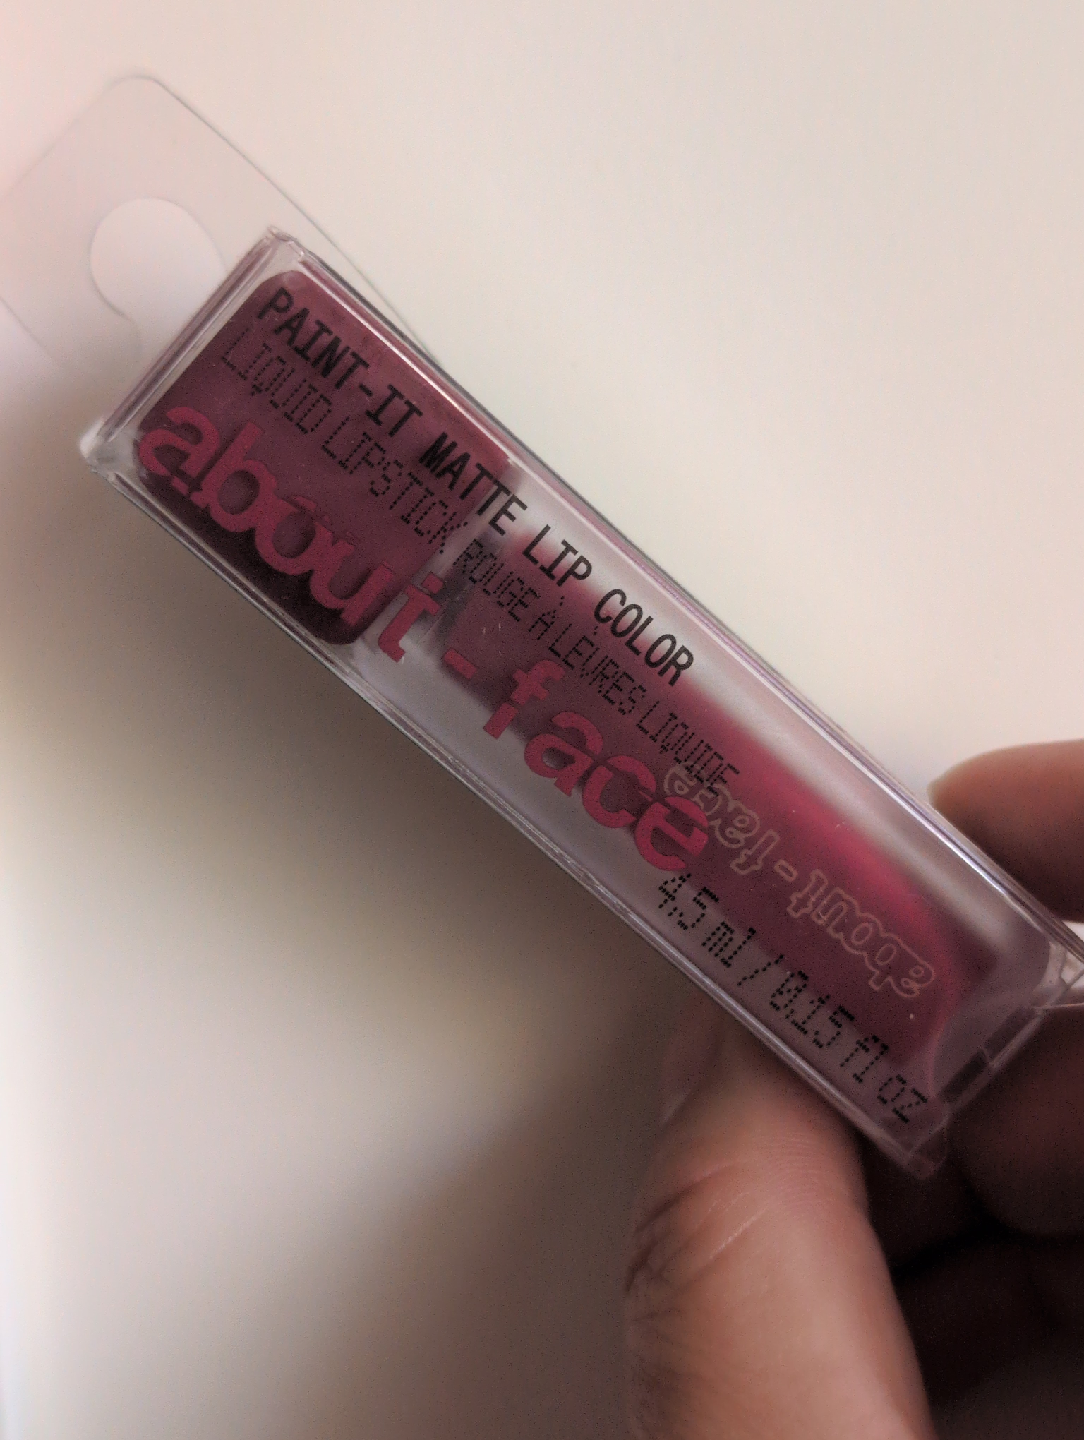 PAINT-IT MATTE LIP COLOR
LIQUID LIPSTICK ROUGE À LÈVRES LIQUIDE
about-face
about-face
4.5 ml / 0.15 fl oz